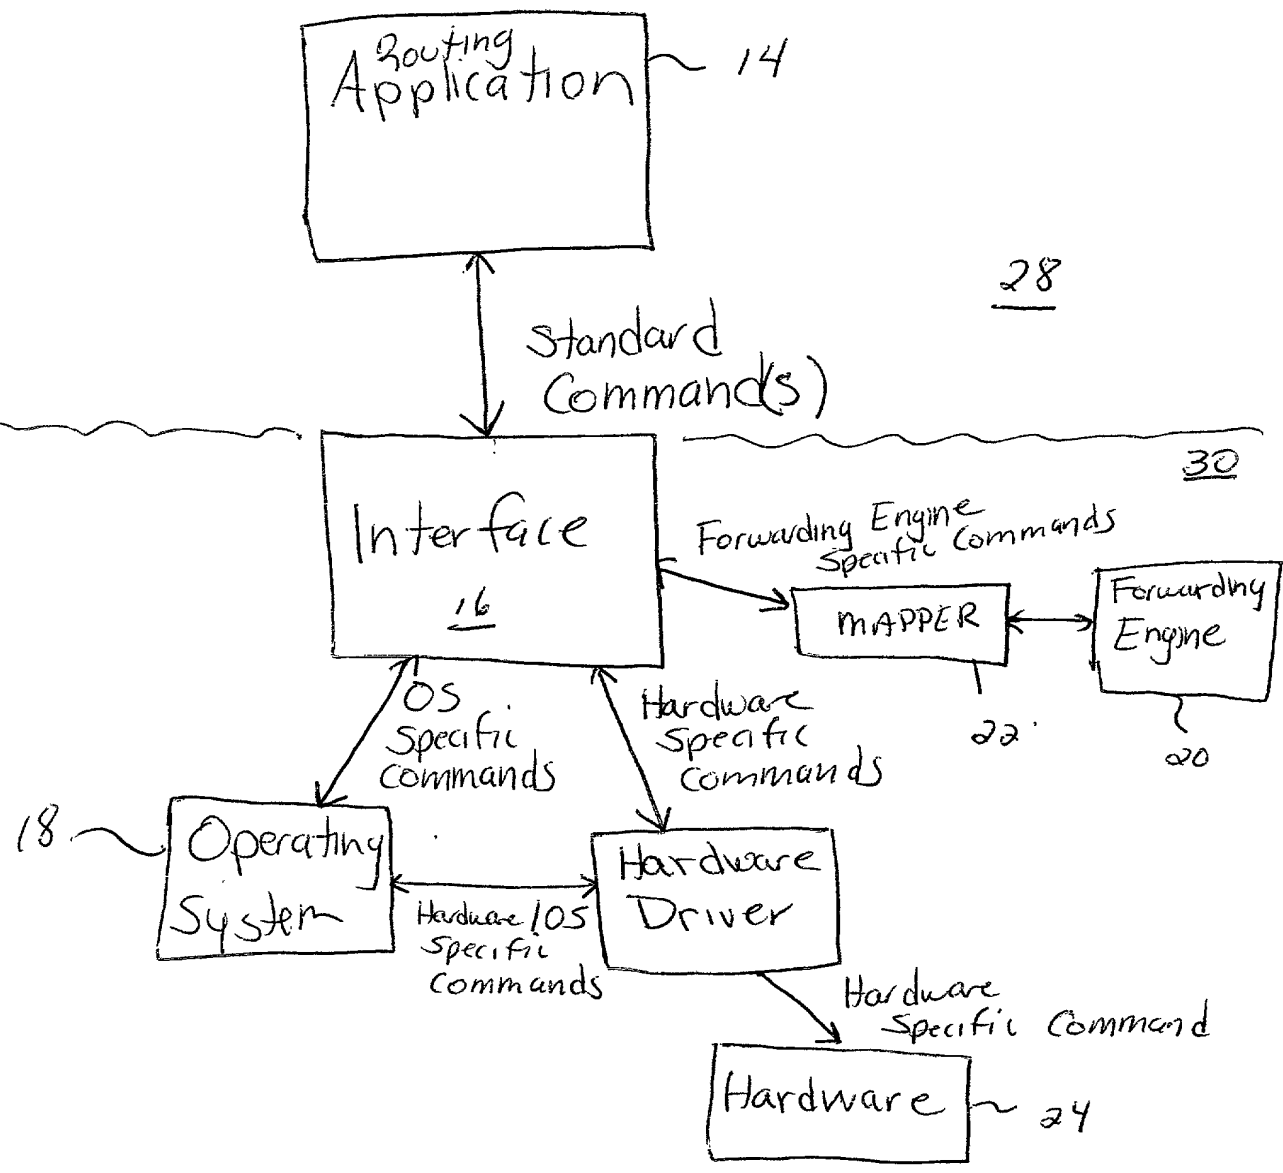 Routing
Application
14
28
Standard
Command(s)
30
Interface
16
Forwarding Engine
Specific Commands
MAPPER
22
Forwarding
Engine
20
OS
Specific
Commands
Hardware
Specific
Commands
18
Operating
System
Hardware/OS
Specific
Commands
Hardware
Driver
Hardware
Specific Command
Hardware
24